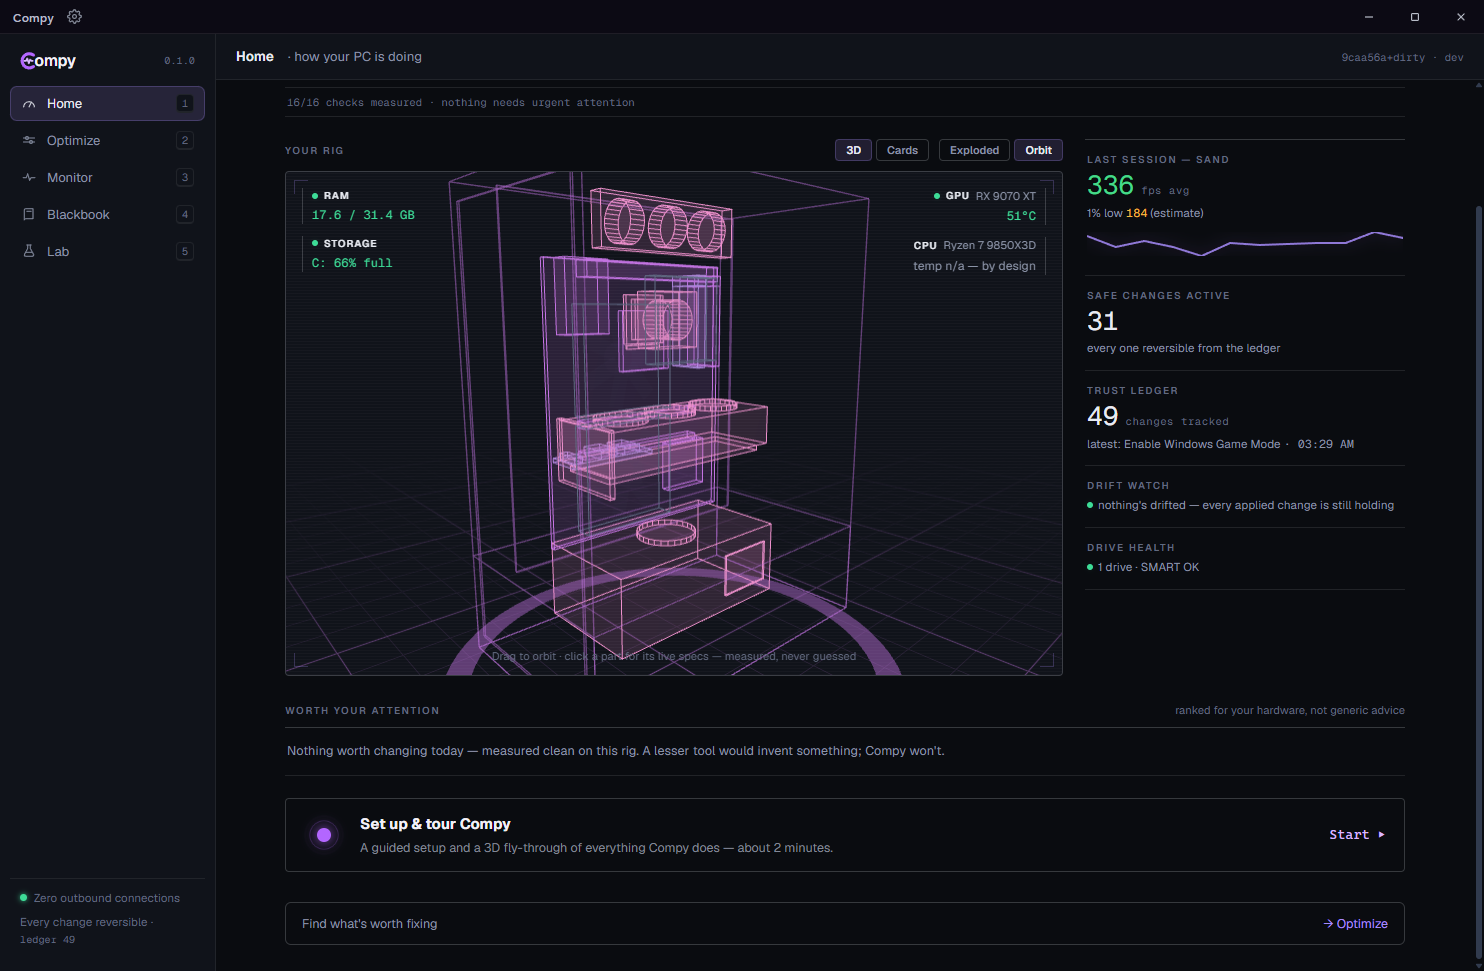 Compy
Compy 0.1.0
Home 1
Optimize 2
Monitor 3
Blackbook 4
Lab 5
Zero outbound connections
Every change reversible ·
ledger 49
Home · how your PC is doing
9caa56a+dirty · dev
16/16 checks measured · nothing needs urgent attention
YOUR RIG
3D Cards Exploded Orbit
RAM
17.6 / 31.4 GB
STORAGE
C: 66% full
GPU RX 9070 XT
51°C
CPU Ryzen 7 9850X3D
temp n/a — by design
Drag to orbit · click a part for its live specs — measured, never guessed
LAST SESSION — SAND
336 fps avg
1% low 184 (estimate)
SAFE CHANGES ACTIVE
31
every one reversible from the ledger
TRUST LEDGER
49 changes tracked
latest: Enable Windows Game Mode · 03:29 AM
DRIFT WATCH
nothing's drifted — every applied change is still holding
DRIVE HEALTH
1 drive · SMART OK
WORTH YOUR ATTENTION
ranked for your hardware, not generic advice
Nothing worth changing today — measured clean on this rig. A lesser tool would invent something; Compy won't.
Set up & tour Compy
A guided setup and a 3D fly-through of everything Compy does — about 2 minutes.
Start ▸
Find what's worth fixing
→ Optimize